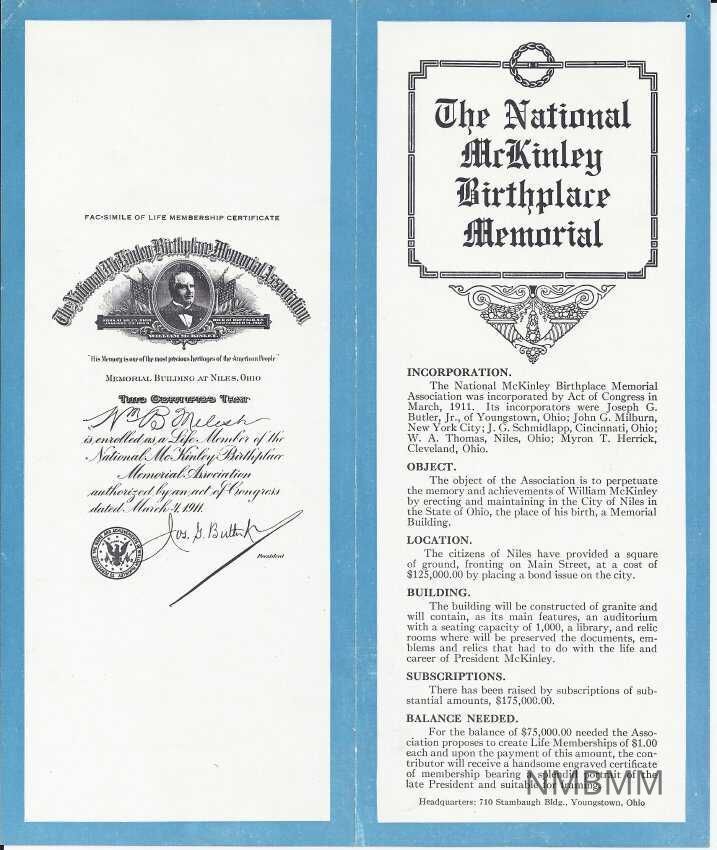 FAC-SIMILE OF LIFE MEMBERSHIP CERTIFICATE
The National McKinley Birthplace Memorial Association.
WILLIAM McKINLEY.
"His Memory is one of the most precious heritages of the American People"
MEMORIAL BUILDING AT NILES, OHIO
THIS CERTIFIES THAT
Wm B Melish
is enrolled as a Life Member of the
National McKinley Birthplace
Memorial Association
authorized by an act of Congress
dated March 4, 1911.
Jos. G. Butler Jr
President
The National
McKinley
Birthplace
Memorial
INCORPORATION.
The National McKinley Birthplace Memorial
Association was incorporated by Act of Congress in
March, 1911. Its incorporators were Joseph G.
Butler, Jr., of Youngstown, Ohio; John G. Milburn,
New York City; J. G. Schmidlapp, Cincinnati, Ohio;
W. A. Thomas, Niles, Ohio; Myron T. Herrick,
Cleveland, Ohio.
OBJECT.
The object of the Association is to perpetuate
the memory and achievements of William McKinley
by erecting and maintaining in the City of Niles in
the State of Ohio, the place of his birth, a Memorial
Building.
LOCATION.
The citizens of Niles have provided a square
of ground, fronting on Main Street, at a cost of
$125,000.00 by placing a bond issue on the city.
BUILDING.
The building will be constructed of granite and
will contain, as its main features, an auditorium
with a seating capacity of 1,000, a library, and relic
rooms where will be preserved the documents, em-
blems and relics that had to do with the life and
career of President McKinley.
SUBSCRIPTIONS.
There has been raised by subscriptions of sub-
stantial amounts, $175,000.00.
BALANCE NEEDED.
For the balance of $75,000.00 needed the Asso-
ciation proposes to create Life Memberships of $1.00
each and upon the payment of this amount, the con-
tributor will receive a handsome engraved certificate
of membership bearing a splendid portrait of the
late President and suitable for framing.
NMBMM
Headquarters: 710 Stambaugh Bldg., Youngstown, Ohio